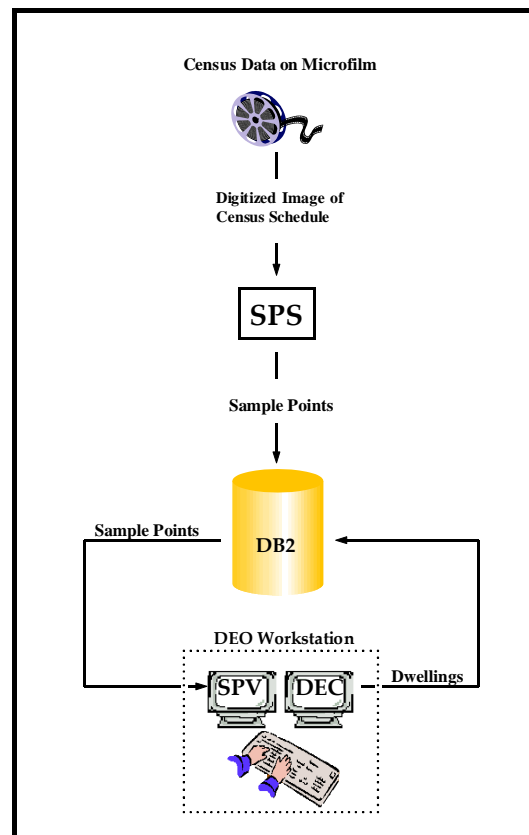 Census Data on Microfilm
Digitized Image of
Census Schedule
SPS
Sample Points
Sample Points
DB2
DEO Workstation
SPV
DEC
Dwellings